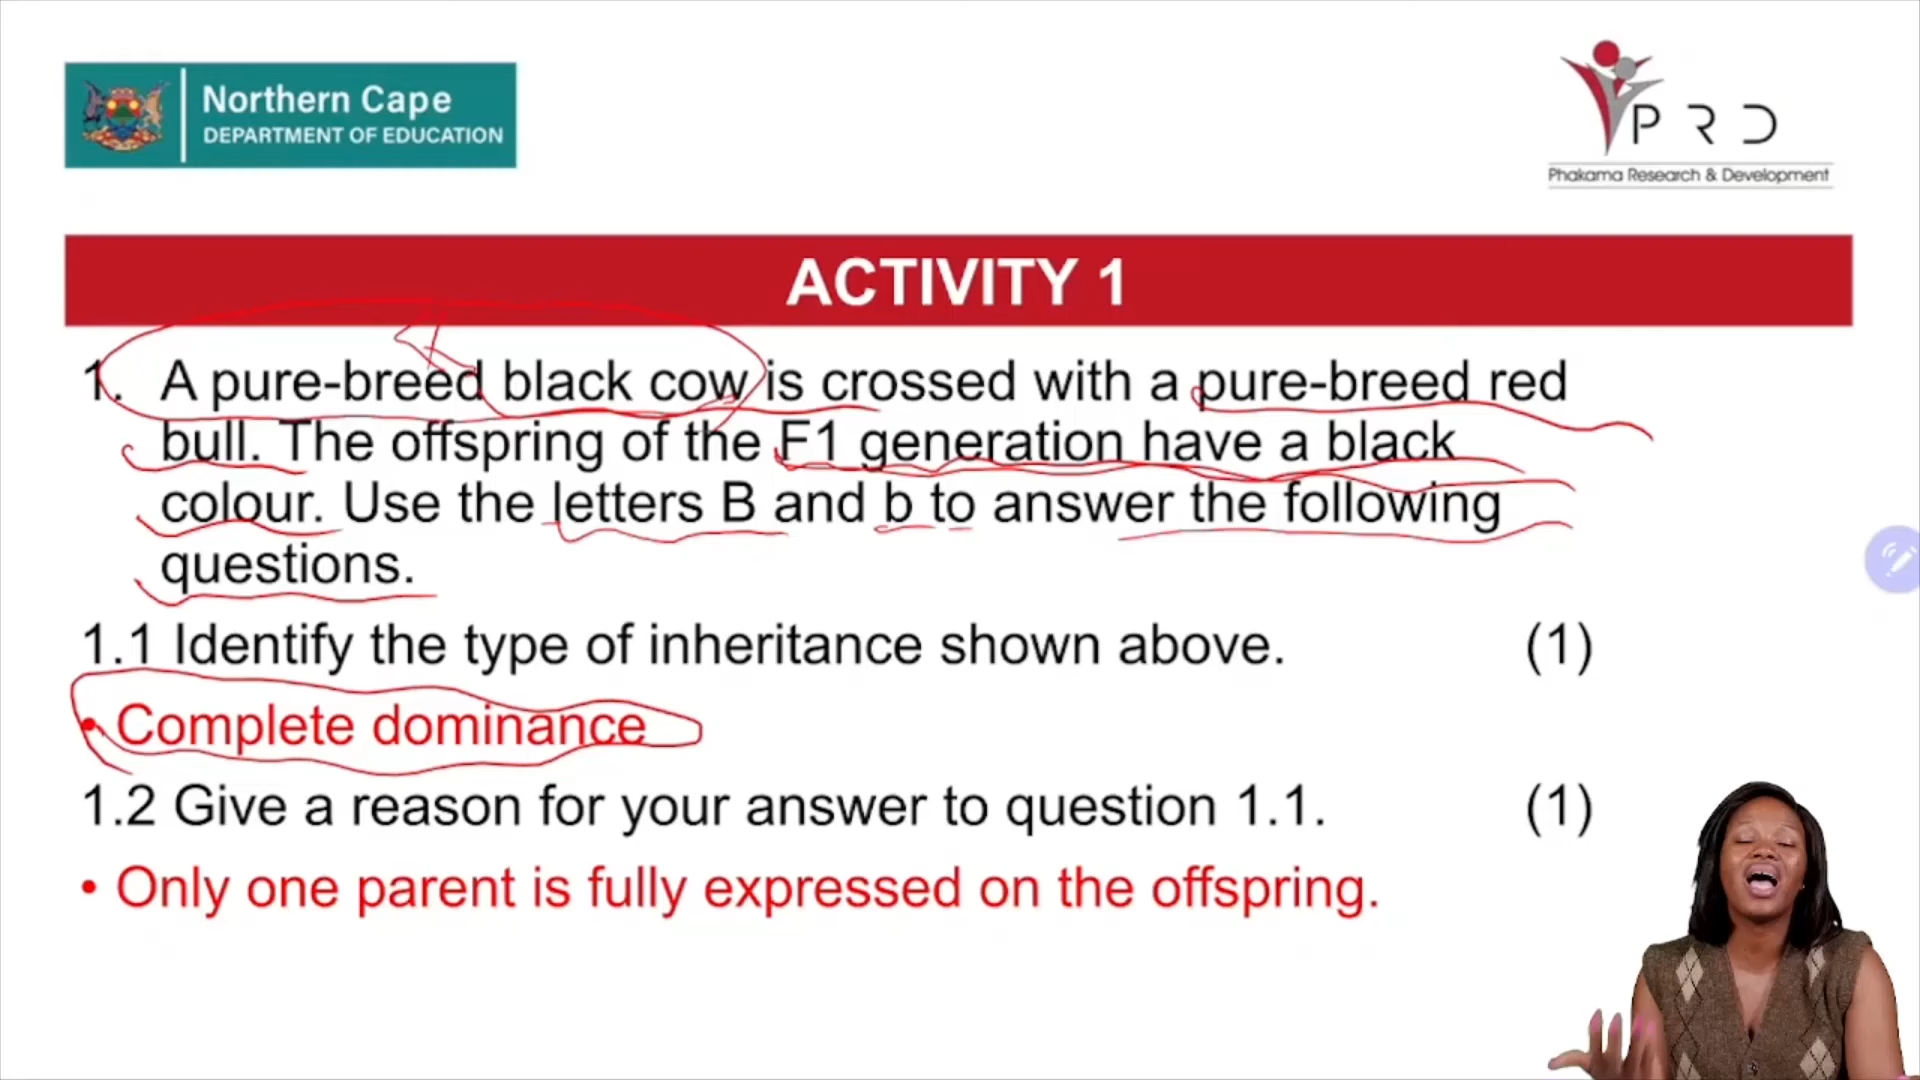 Northern Cape
DEPARTMENT OF EDUCATION
PRD
Phakama Research & Development
ACTIVITY 1
1. A pure-breed black cow is crossed with a pure-breed red
bull. The offspring of the F1 generation have a black
colour. Use the letters B and b to answer the following
questions.
1.1 Identify the type of inheritance shown above. (1)
• Complete dominance
1.2 Give a reason for your answer to question 1.1. (1)
• Only one parent is fully expressed on the offspring.